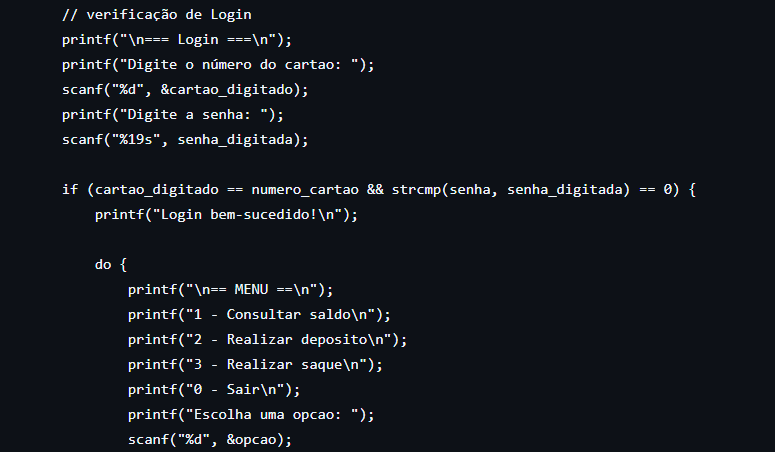 // verificação de Login
printf("\n=== Login ===\n");
printf("Digite o número do cartao: ");
scanf("%d", &cartao_digitado);
printf("Digite a senha: ");
scanf("%19s", senha_digitada);
if (cartao_digitado == numero_cartao && strcmp(senha, senha_digitada) == 0) {
printf("Login bem-sucedido!\n");
do {
printf("\n== MENU ==\n");
printf("1 - Consultar saldo\n");
printf("2 - Realizar deposito\n");
printf("3 - Realizar saque\n");
printf("0 - Sair\n");
printf("Escolha uma opcao: ");
scanf("%d", &opcao);